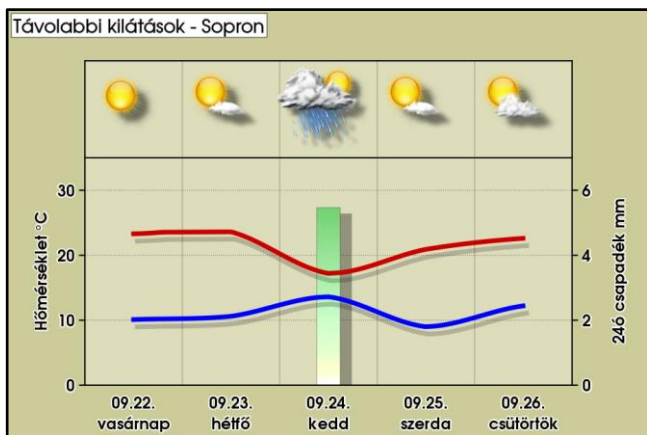 Távolabbi kilátások - Sopron
Hőmérséklet °C
30
20
10
0
6
4
2
0
24ó csapadék mm
09.22. 09.23. 09.24. 09.25. 09.26.
vasárnap hétfő kedd szerda csütörtök